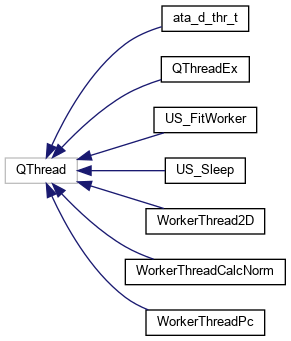 ata_d_thr_t
QThreadEx
US_FitWorker
QThread
US_Sleep
WorkerThread2D
WorkerThreadCalcNorm
WorkerThreadPc